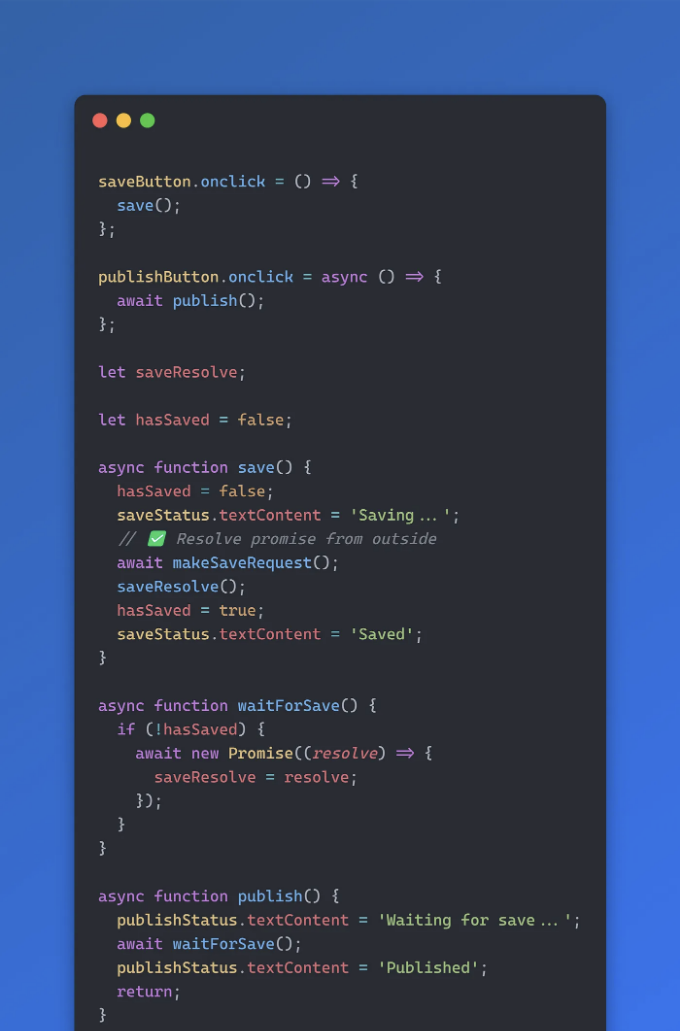 saveButton.onclick = () => {
  save();
};

publishButton.onclick = async () => {
  await publish();
};

let saveResolve;

let hasSaved = false;

async function save() {
  hasSaved = false;
  saveStatus.textContent = 'Saving...';
  // ✅ Resolve promise from outside
  await makeSaveRequest();
  saveResolve();
  hasSaved = true;
  saveStatus.textContent = 'Saved';
}

async function waitForSave() {
  if (!hasSaved) {
    await new Promise((resolve) => {
      saveResolve = resolve;
    });
  }
}

async function publish() {
  publishStatus.textContent = 'Waiting for save...';
  await waitForSave();
  publishStatus.textContent = 'Published';
  return;
}